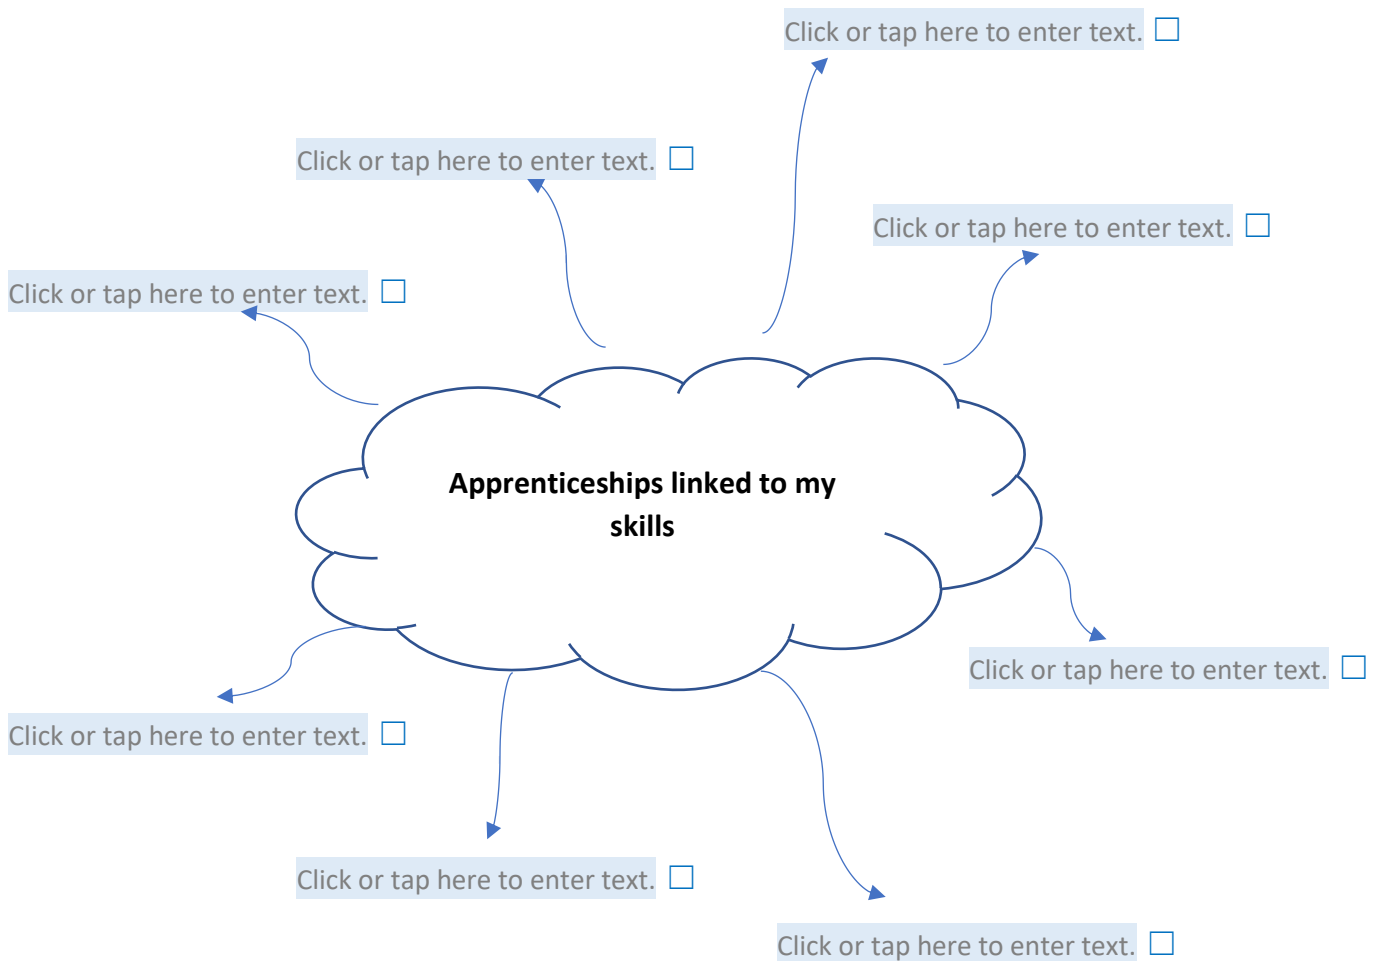 Click or tap here to enter text. ☐
Click or tap here to enter text. ☐
Click or tap here to enter text. ☐
Click or tap here to enter text. ☐
Apprenticeships linked to my
skills
Click or tap here to enter text. ☐
Click or tap here to enter text. ☐
Click or tap here to enter text. ☐
Click or tap here to enter text. ☐